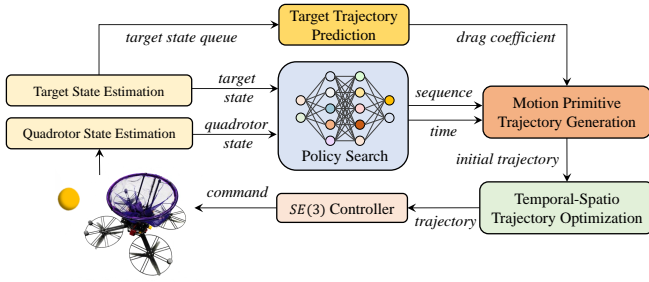 Target Trajectory
Prediction
target state queue
drag coefficient
Target State Estimation
target
state
sequence
time
Motion Primitive
Trajectory Generation
Quadrotor State Estimation
quadrotor
state
Policy Search
initial trajectory
command
SE(3) Controller
trajectory
Temporal-Spatio
Trajectory Optimization